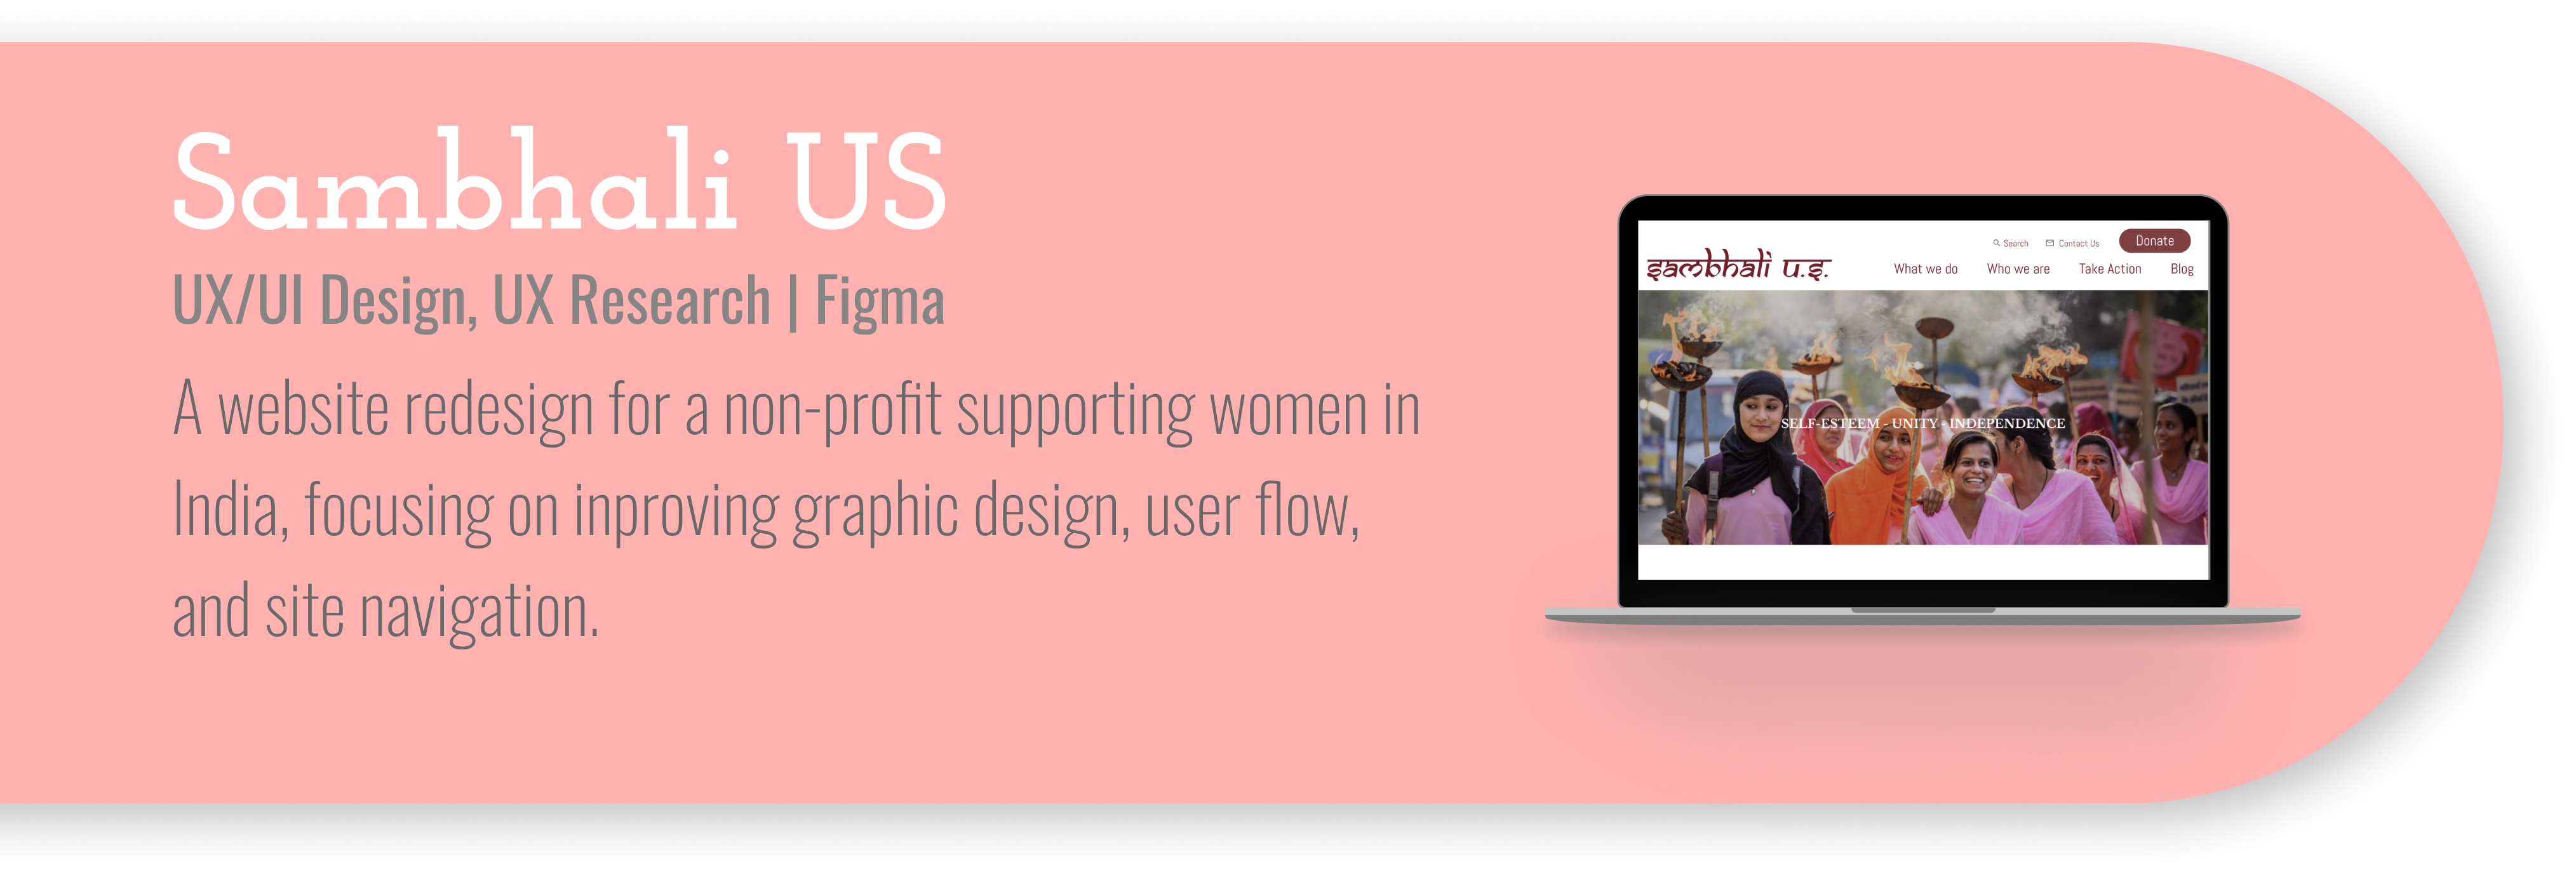 Sambhali US
UX/UI Design, UX Research | Figma
A website redesign for a non-profit supporting women in
India, focusing on inproving graphic design, user flow,
and site navigation.
Search Contact Us Donate
sambhali u.s.
What we do Who we are Take Action Blog
SELF-ESTEEM - UNITY - INDEPENDENCE